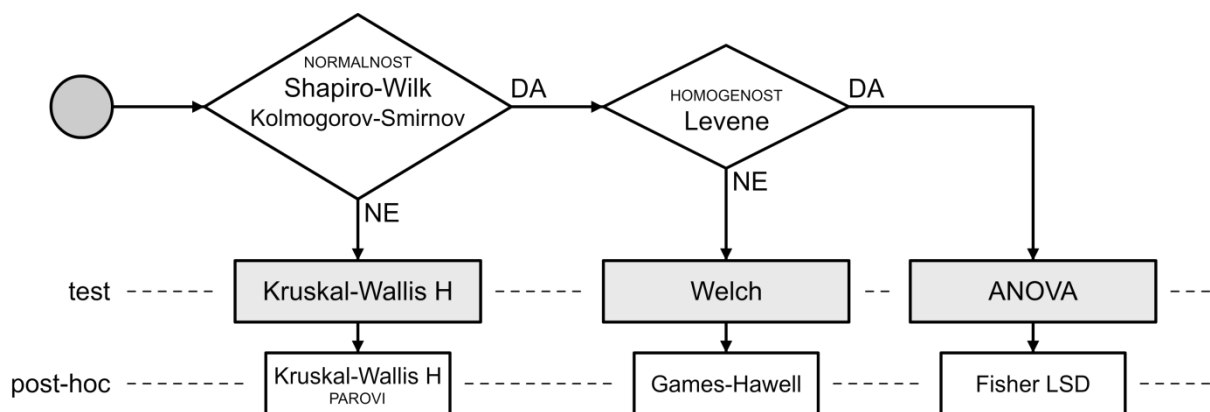 NORMALNOST
Shapiro-Wilk
Kolmogorov-Smirnov
DA
HOMOGENOST
Levene
DA
NE
NE
test
Kruskal-Wallis H
Welch
ANOVA
post-hoc
Kruskal-Wallis H
PAROVI
Games-Hawell
Fisher LSD